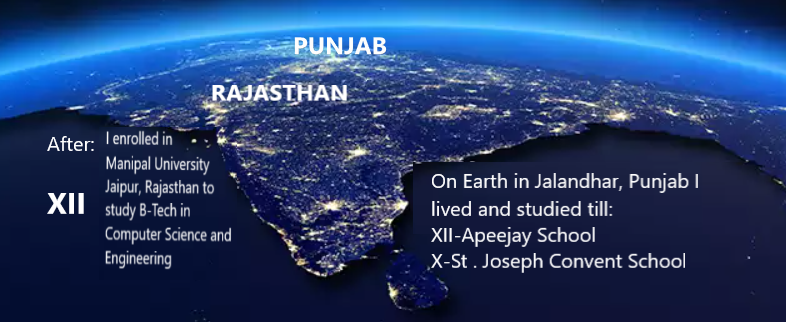 PUNJAB
RAJASTHAN
After:
XII
I enrolled in
Manipal University
Jaipur, Rajasthan to
study B-Tech in
Computer Science and
Engineering
On Earth in Jalandhar, Punjab I
lived and studied till:
XII-Apeejay School
X-St . Joseph Convent School